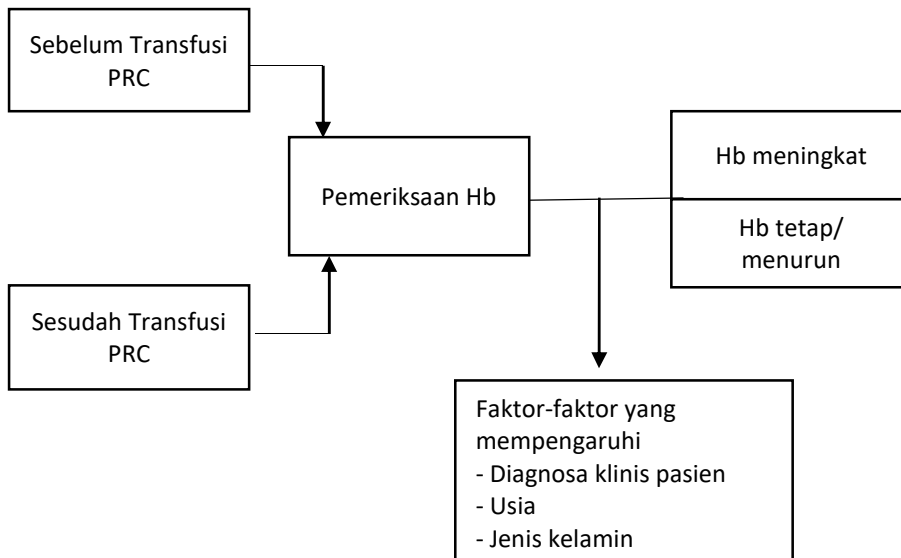 Sebelum Transfusi
PRC
Hb meningkat
Pemeriksaan Hb
Hb tetap/
menurun
Sesudah Transfusi
PRC
Faktor-faktor yang
mempengaruhi
- Diagnosa klinis pasien
- Usia
- Jenis kelamin